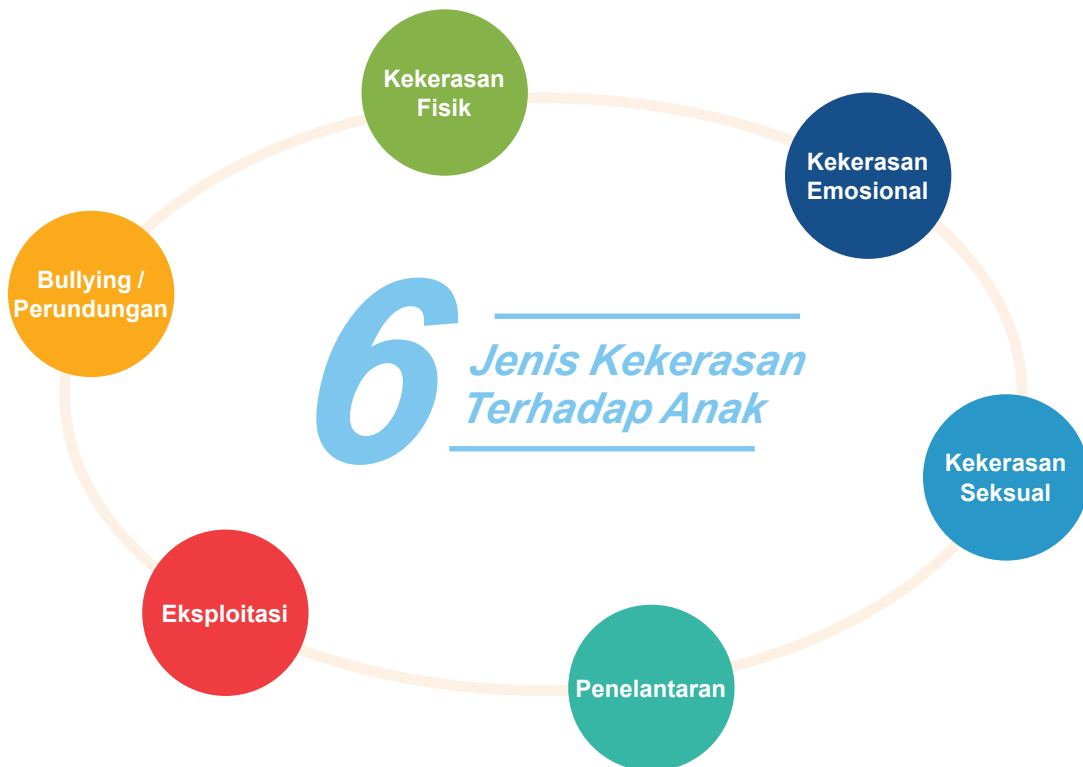 Kekerasan
Fisik
Kekerasan
Emosional
Bullying /
Perundungan
6
Jenis Kekerasan
Terhadap Anak
Kekerasan
Seksual
Eksploitasi
Penelantaran